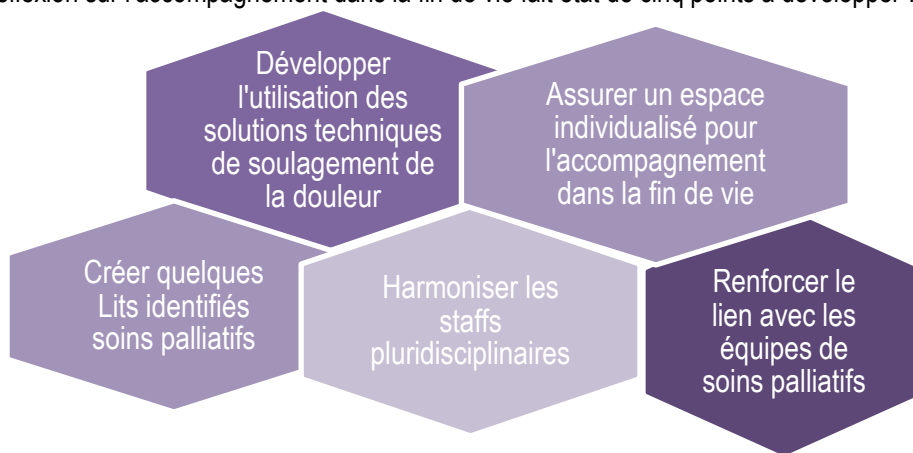 réflexion sur l'accompagnement dans la fin de vie fait état de cinq points à développer :
Développer
l'utilisation des
solutions techniques
de soulagement de
la douleur
Assurer un espace
individualisé pour
l'accompagnement
dans la fin de vie
Créer quelques
Lits identifiés
soins palliatifs
Harmoniser les
staffs
pluridisciplinaires
Renforcer le
lien avec les
équipes de
soins palliatifs